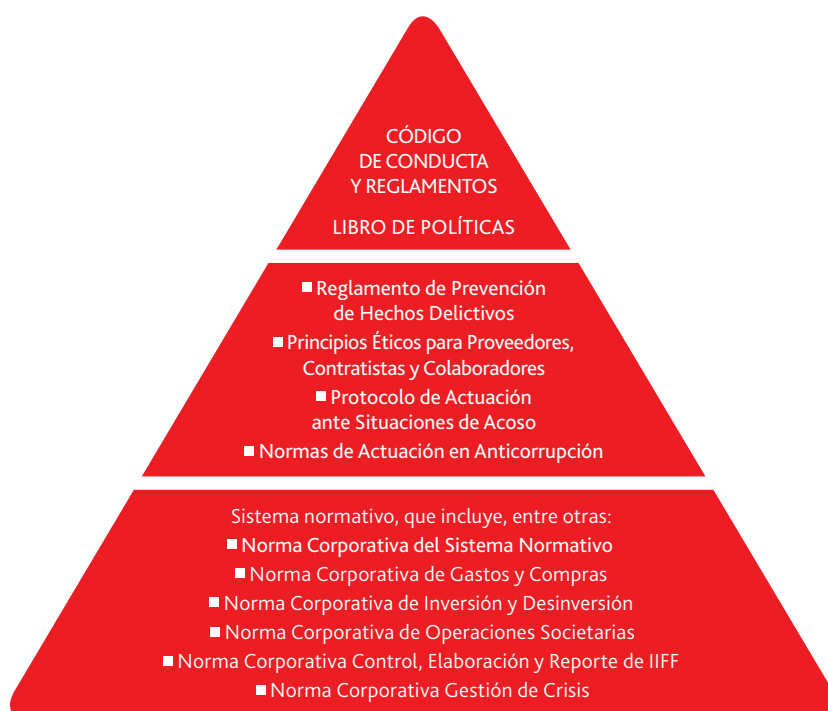 CÓDIGO
DE CONDUCTA
Y REGLAMENTOS
LIBRO DE POLÍTICAS
■ Reglamento de Prevención
de Hechos Delictivos
■ Principios Éticos para Proveedores,
Contratistas y Colaboradores
■ Protocolo de Actuación
ante Situaciones de Acoso
■ Normas de Actuación en Anticorrupción
Sistema normativo, que incluye, entre otras:
■ Norma Corporativa del Sistema Normativo
■ Norma Corporativa de Gastos y Compras
■ Norma Corporativa de Inversión y Desinversión
■ Norma Corporativa de Operaciones Societarias
■ Norma Corporativa Control, Elaboración y Reporte de IIFF
■ Norma Corporativa Gestión de Crisis